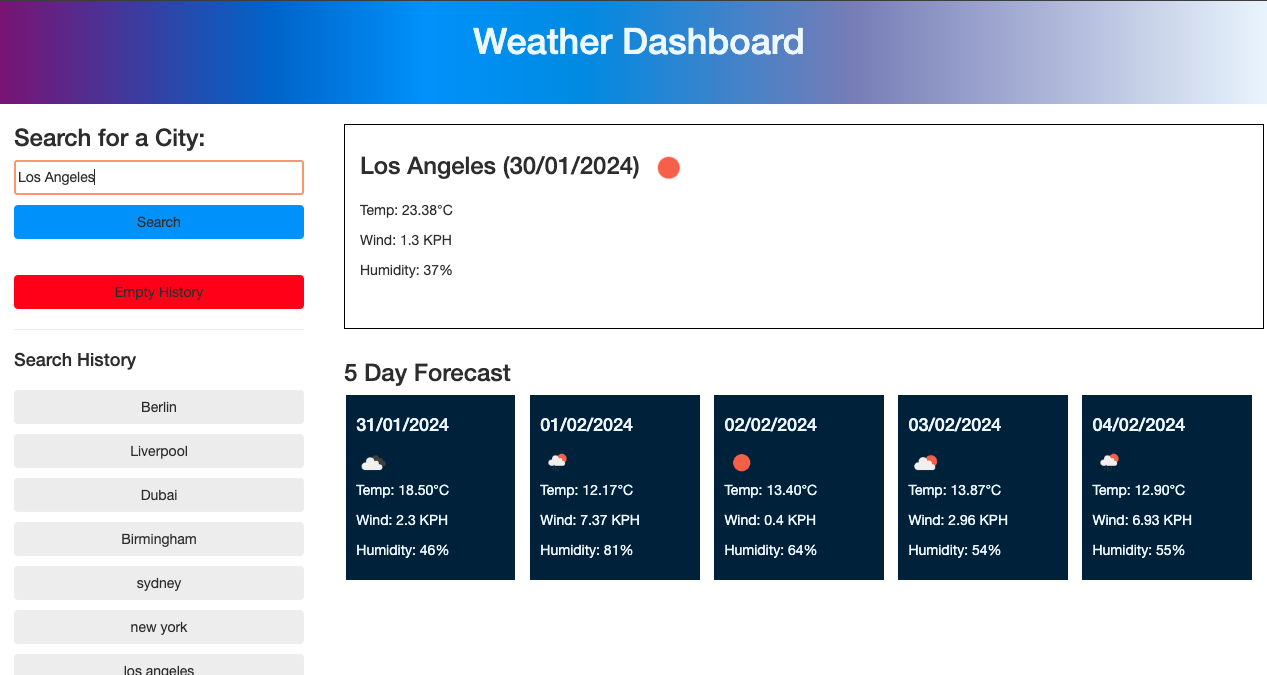 Weather Dashboard
Search for a City:
Los Angeles
Search
Empty History
Search History
Berlin
Liverpool
Dubai
Birmingham
sydney
new york
los angeles
Los Angeles (30/01/2024)
Temp: 23.38°C
Wind: 1.3 KPH
Humidity: 37%
5 Day Forecast
31/01/2024
Temp: 18.50°C
Wind: 2.3 KPH
Humidity: 46%
01/02/2024
Temp: 12.17°C
Wind: 7.37 KPH
Humidity: 81%
02/02/2024
Temp: 13.40°C
Wind: 0.4 KPH
Humidity: 64%
03/02/2024
Temp: 13.87°C
Wind: 2.96 KPH
Humidity: 54%
04/02/2024
Temp: 12.90°C
Wind: 6.93 KPH
Humidity: 55%